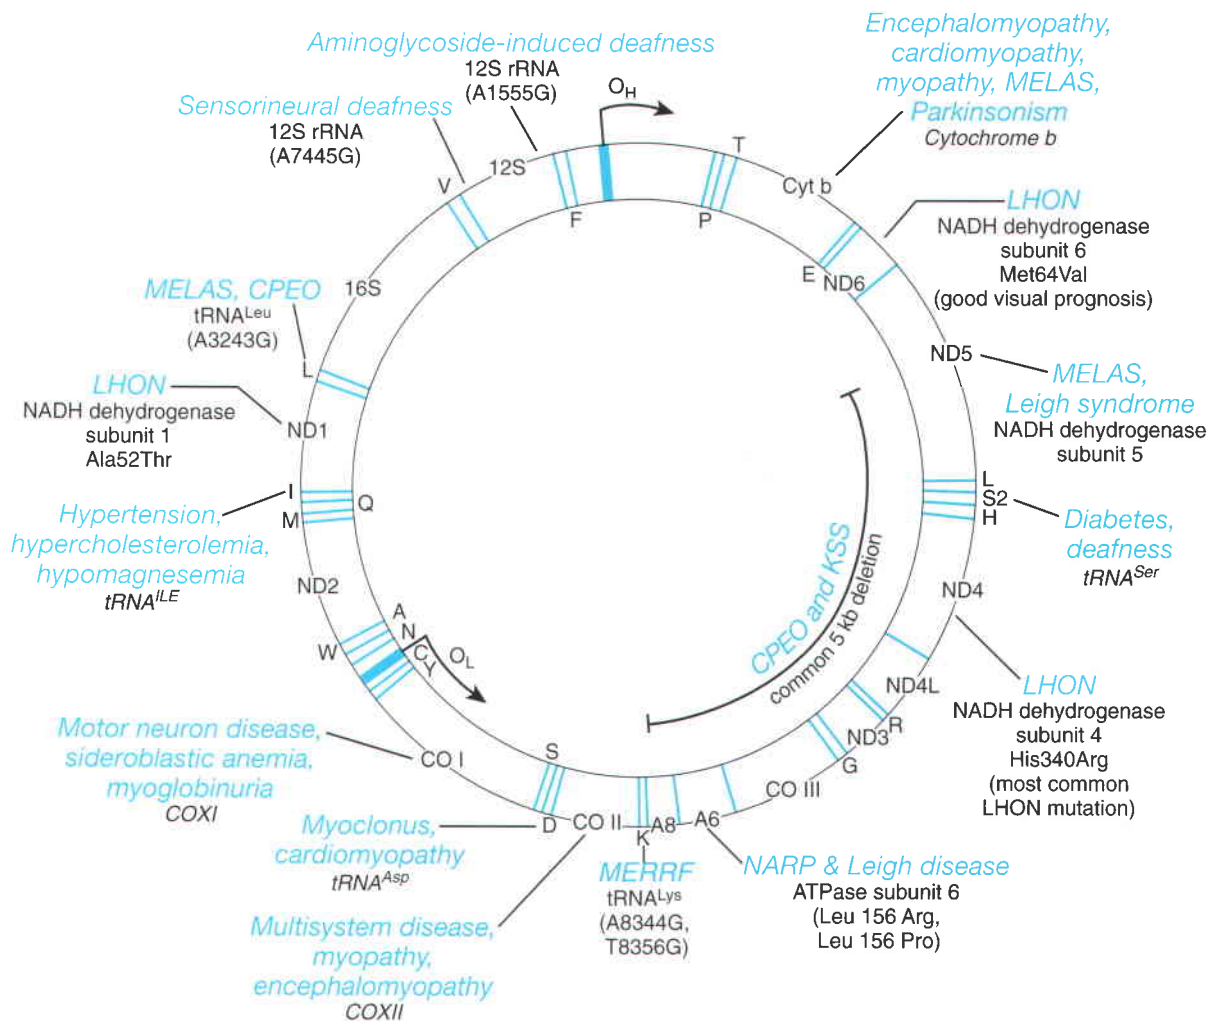 Aminoglycoside-induced deafness
12S rRNA
(A1555G)
Sensorineural deafness
12S rRNA
(A7445G)
Encephalomyopathy,
cardiomyopathy,
myopathy, MELAS,
Parkinsonism
Cytochrome b
LHON
NADH dehydrogenase
subunit 6
Met64Val
(good visual prognosis)
MELAS,
Leigh syndrome
NADH dehydrogenase
subunit 5
Diabetes,
deafness
tRNASer
LHON
NADH dehydrogenase
subunit 4
His340Arg
(most common
LHON mutation)
NARP & Leigh disease
ATPase subunit 6
(Leu 156 Arg,
Leu 156 Pro)
MERRF
tRNALys
(A8344G,
T8356G)
Multisystem disease,
myopathy,
encephalomyopathy
COXII
Myoclonus,
cardiomyopathy
tRNAAsp
Motor neuron disease,
sideroblastic anemia,
myoglobinuria
COXI
Hypertension,
hypercholesterolemia,
hypomagnesemia
tRNAILE
LHON
NADH dehydrogenase
subunit 1
Ala52Thr
MELAS, CPEO
tRNALeu
(A3243G)
OH
T
P
Cyt b
E
ND6
ND5
L
S2
H
ND4
ND4L
R
ND3
G
CO III
A6
A8
K
CO II
D
S
CO I
Y
C
N
A
OL
W
ND2
M
Q
I
ND1
L
16S
V
12S
F
CPEO and KSS
common 5 kb deletion